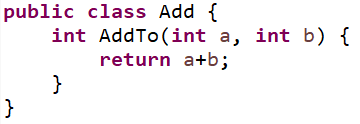 public class Add {
    int AddTo(int a, int b) {
        return a+b;
    }
}